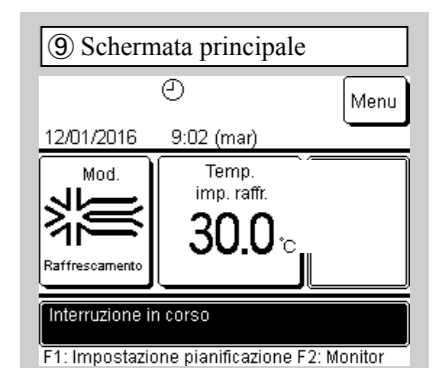 ⑨ Schermata principale
Menu
12/01/2016 9:02 (mar)
Mod.
Raffrescamento
Temp.
imp. raffr.
30.0 °C
Interruzione in corso
F1: Impostazione pianificazione F2: Monitor